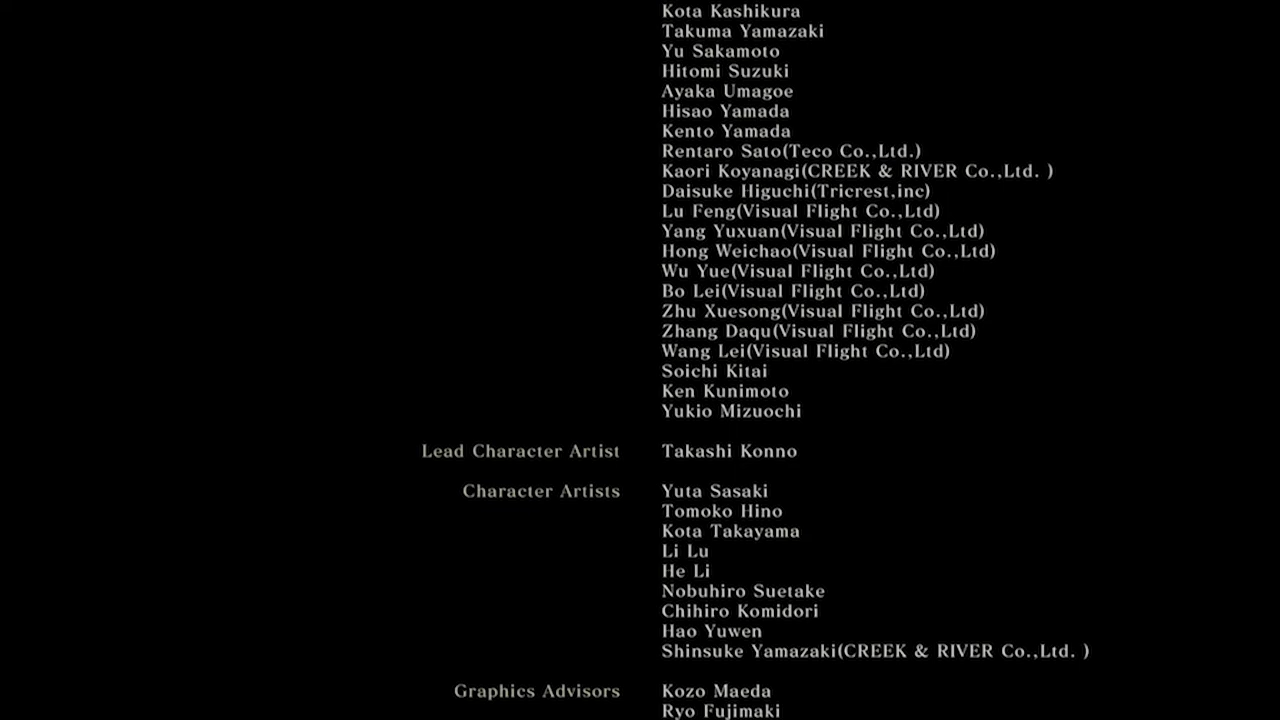 Kota Kashikura
Takuma Yamazaki
Yu Sakamoto
Hitomi Suzuki
Ayaka Umagoe
Hisao Yamada
Kento Yamada
Rentaro Sato(Teco Co.,Ltd.)
Kaori Koyanagi(CREEK & RIVER Co.,Ltd. )
Daisuke Higuchi(Tricrest,inc)
Lu Feng(Visual Flight Co.,Ltd)
Yang Yuxuan(Visual Flight Co.,Ltd)
Hong Weichao(Visual Flight Co.,Ltd)
Wu Yue(Visual Flight Co.,Ltd)
Bo Lei(Visual Flight Co.,Ltd)
Zhu Xuesong(Visual Flight Co.,Ltd)
Zhang Daqu(Visual Flight Co.,Ltd)
Wang Lei(Visual Flight Co.,Ltd)
Soichi Kitai
Ken Kunimoto
Yukio Mizuochi
Lead Character Artist Takashi Konno
Character Artists Yuta Sasaki
Tomoko Hino
Kota Takayama
Li Lu
He Li
Nobuhiro Suetake
Chihiro Komidori
Hao Yuwen
Shinsuke Yamazaki(CREEK & RIVER Co.,Ltd. )
Graphics Advisors Kozo Maeda
Ryo Fujimaki